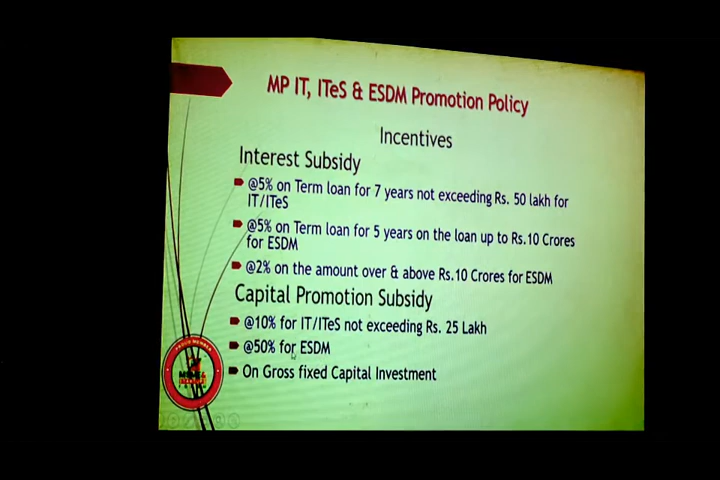 MP IT, ITeS & ESDM Promotion Policy
Incentives
Interest Subsidy
@5% on Term loan for 7 years not exceeding Rs. 50 lakh for
IT/ITeS
@5% on Term loan for 5 years on the loan up to Rs.10 Crores
for ESDM
@2% on the amount over & above Rs.10 Crores for ESDM
Capital Promotion Subsidy
@10% for IT/ITeS not exceeding Rs. 25 Lakh
@50% for ESDM
On Gross fixed Capital Investment
PROUD MEMBER